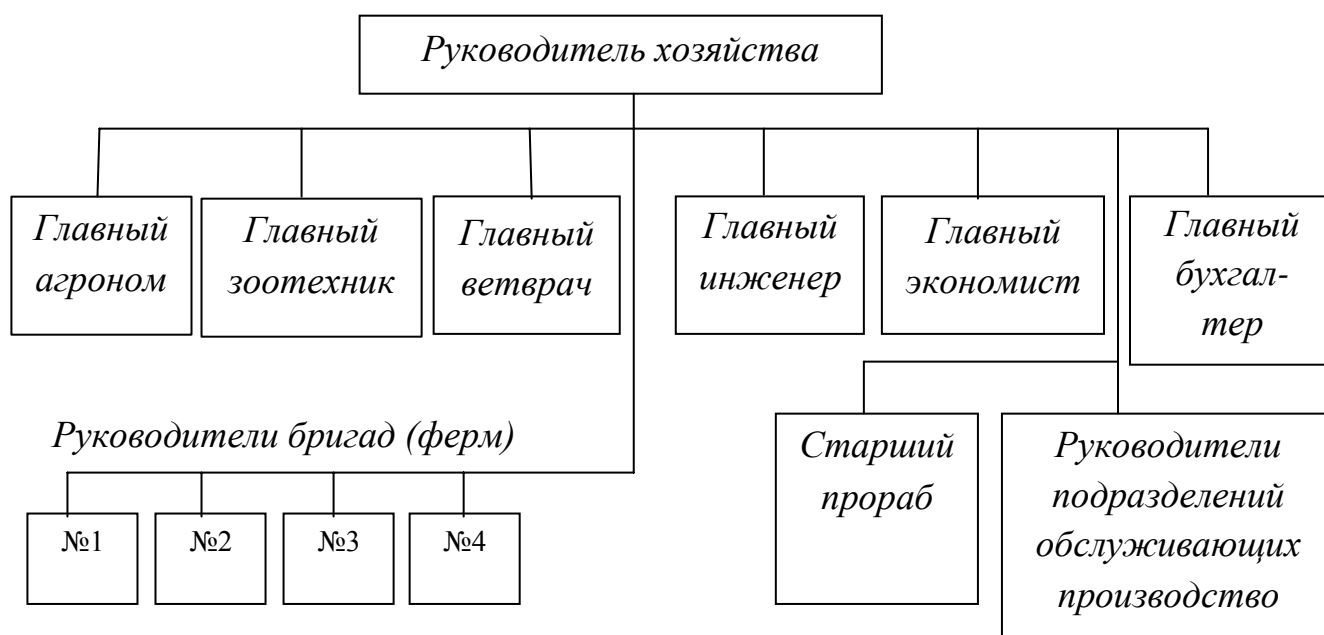 Руководитель хозяйства
Главный
агроном
Главный
зоотехник
Главный
ветврач
Главный
инженер
Главный
экономист
Главный
бухгал-
тер
Руководители бригад (ферм)
№1
№2
№3
№4
Старший
прораб
Руководители
подразделений
обслуживающих
производство